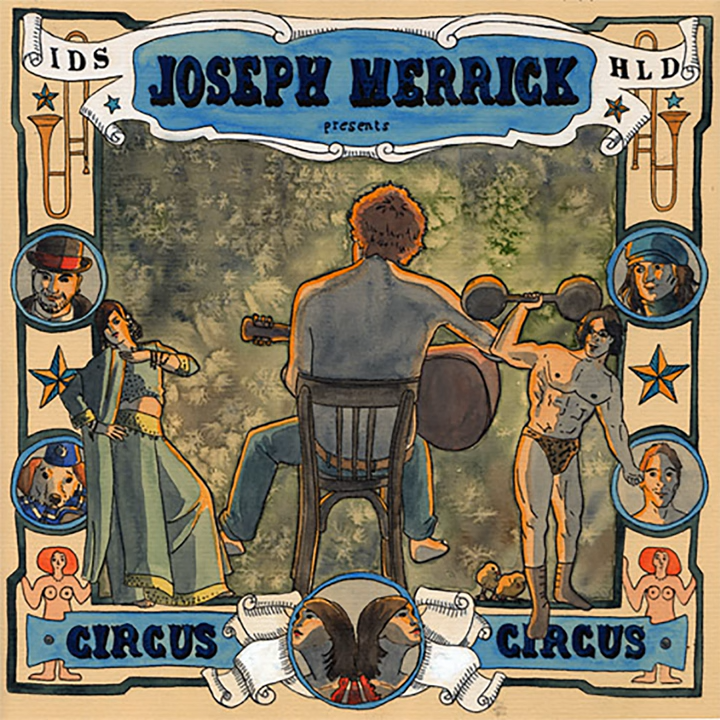 IDS
JOSEPH MERRICK
HLD
presents
CIRCUS
CIRCUS